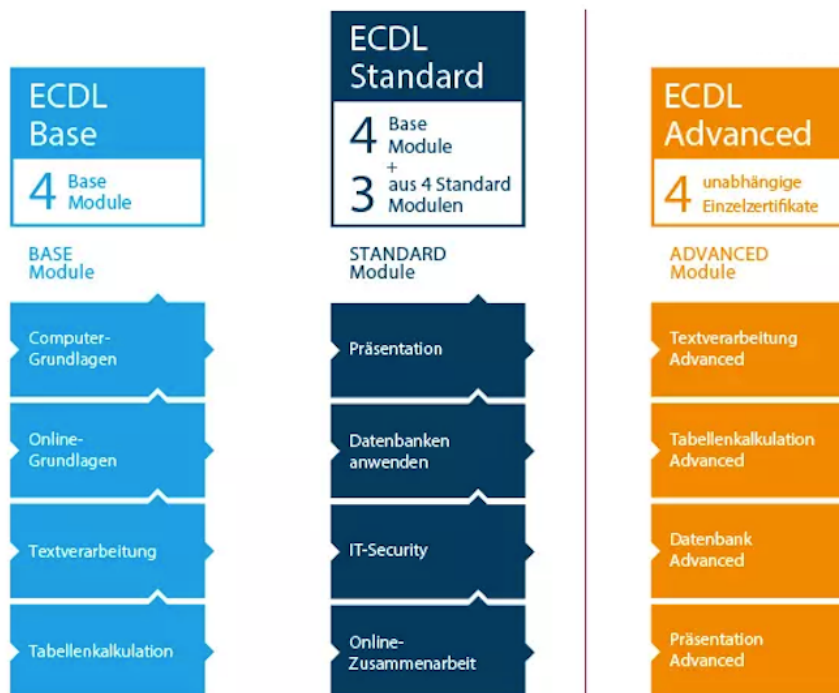 ECDL
Base
4 Base
Module
BASE
Module
Computer-
Grundlagen
Online-
Grundlagen
Textverarbeitung
Tabellenkalkulation
ECDL
Standard
4 Base
Module
+
3 aus 4 Standard
Modulen
STANDARD
Module
Präsentation
Datenbanken
anwenden
IT-Security
Online-
Zusammenarbeit
ECDL
Advanced
4 unabhängige
Einzelzertifikate
ADVANCED
Module
Textverarbeitung
Advanced
Tabellenkalkulation
Advanced
Datenbank
Advanced
Präsentation
Advanced